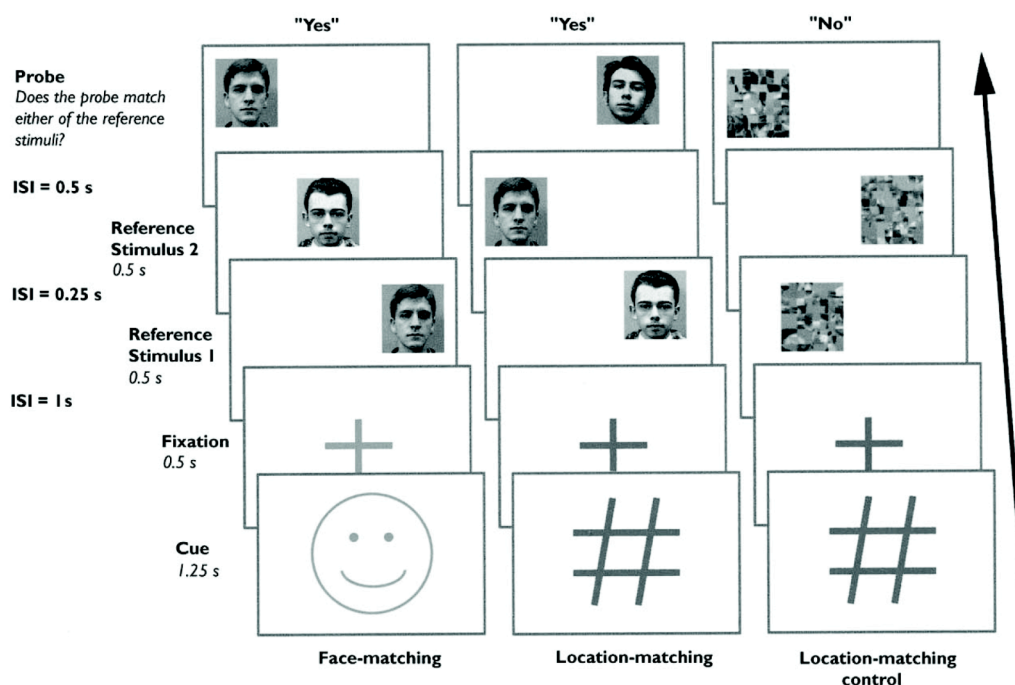 "Yes"
"Yes"
"No"
Probe
Does the probe match
either of the reference
stimuli?
ISI = 0.5 s
Reference
Stimulus 2
0.5 s
ISI = 0.25 s
Reference
Stimulus 1
0.5 s
ISI = 1s
Fixation
0.5 s
Cue
1.25 s
Face-matching
Location-matching
Location-matching
control